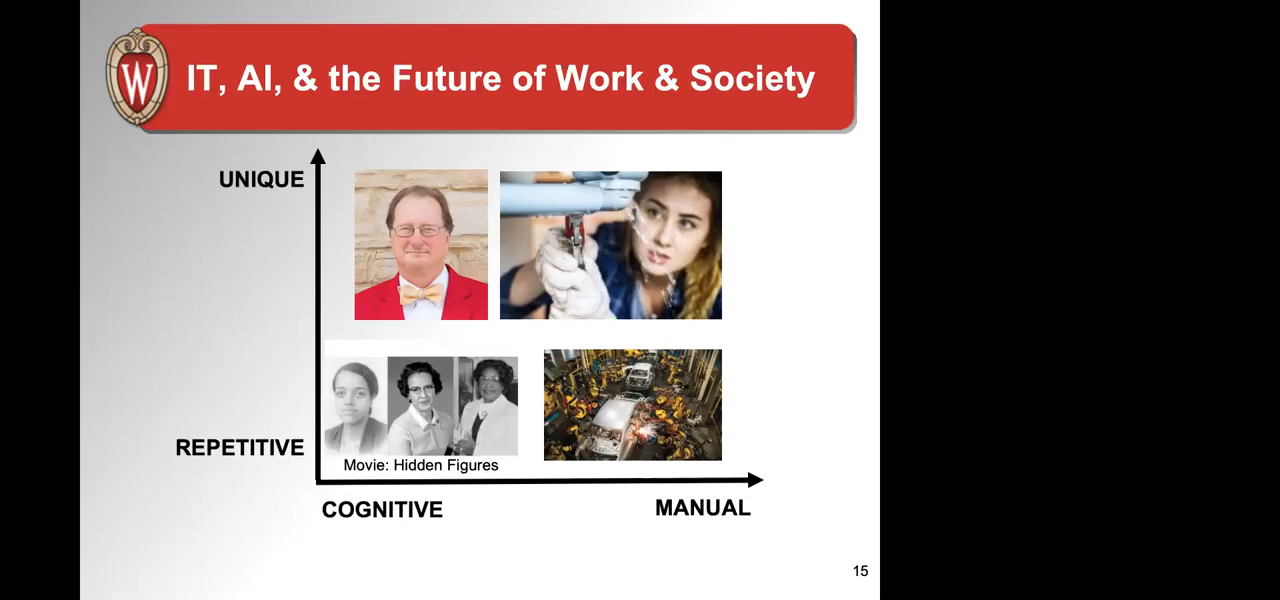 W
IT, AI, & the Future of Work & Society
UNIQUE
REPETITIVE
Movie: Hidden Figures
COGNITIVE
MANUAL
15